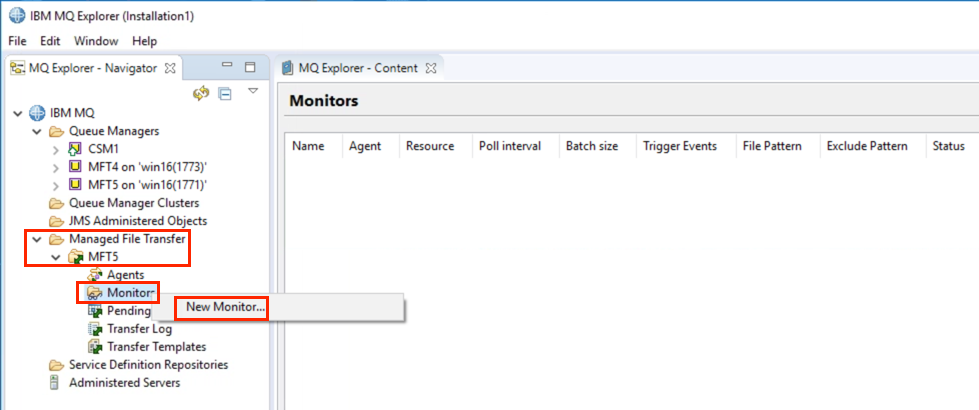 IBM MQ Explorer (Installation1)
File Edit Window Help
MQ Explorer - Navigator
MQ Explorer - Content
IBM MQ
Queue Managers
CSM1
MFT4 on 'win16(1773)'
MFT5 on 'win16(1771)'
Queue Manager Clusters
JMS Administered Objects
Managed File Transfer
MFT5
Agents
Monitors
New Monitor...
Pending
Transfer Log
Transfer Templates
Service Definition Repositories
Administered Servers
Monitors
Name Agent Resource Poll interval Batch size Trigger Events File Pattern Exclude Pattern Status